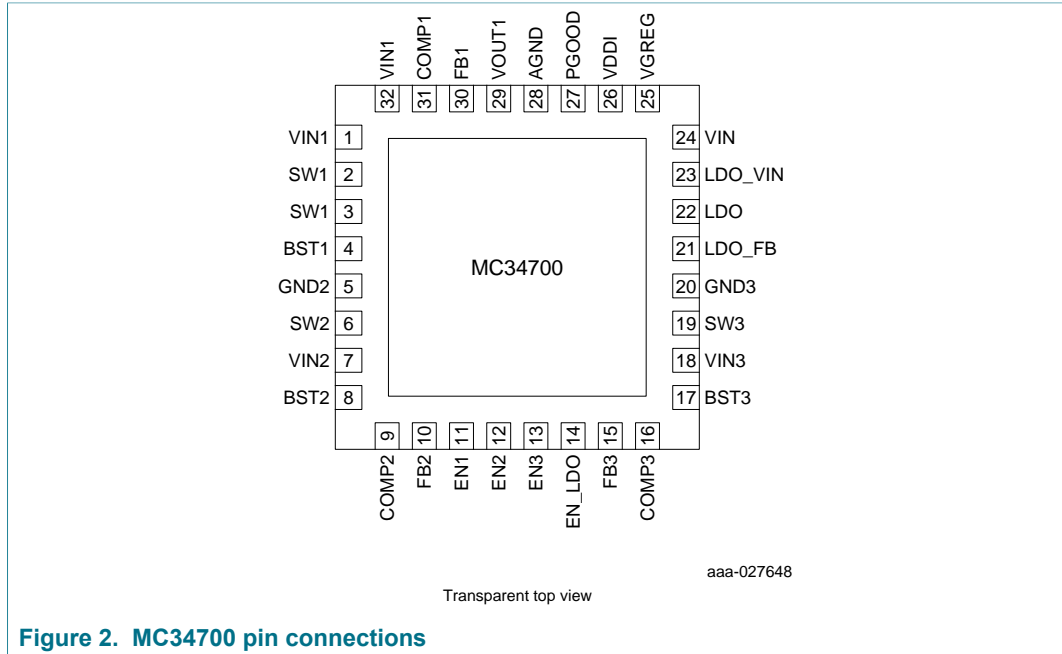 VIN1 COMP1 FB1 VOUT1 AGND PGOOD VDDI VGREG
32 31 30 29 28 27 26 25
VIN1 1 24 VIN
SW1 2 23 LDO_VIN
SW1 3 22 LDO
BST1 4 21 LDO_FB
MC34700
GND2 5 20 GND3
SW2 6 19 SW3
VIN2 7 18 VIN3
BST2 8 17 BST3
9 10 11 12 13 14 15 16
COMP2 FB2 EN1 EN2 EN3 EN_LDO FB3 COMP3
aaa-027648
Transparent top view
Figure 2. MC34700 pin connections